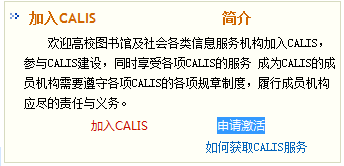 加入CALIS 简介
欢迎高校图书馆及社会各类信息服务机构加入CALIS，
参与CALIS建设，同时享受各项CALIS的服务 成为CALIS的成
员机构需要遵守各项CALIS的各项规章制度，履行成员机构
应尽的责任与义务。
加入CALIS 申请激活
如何获取CALIS服务